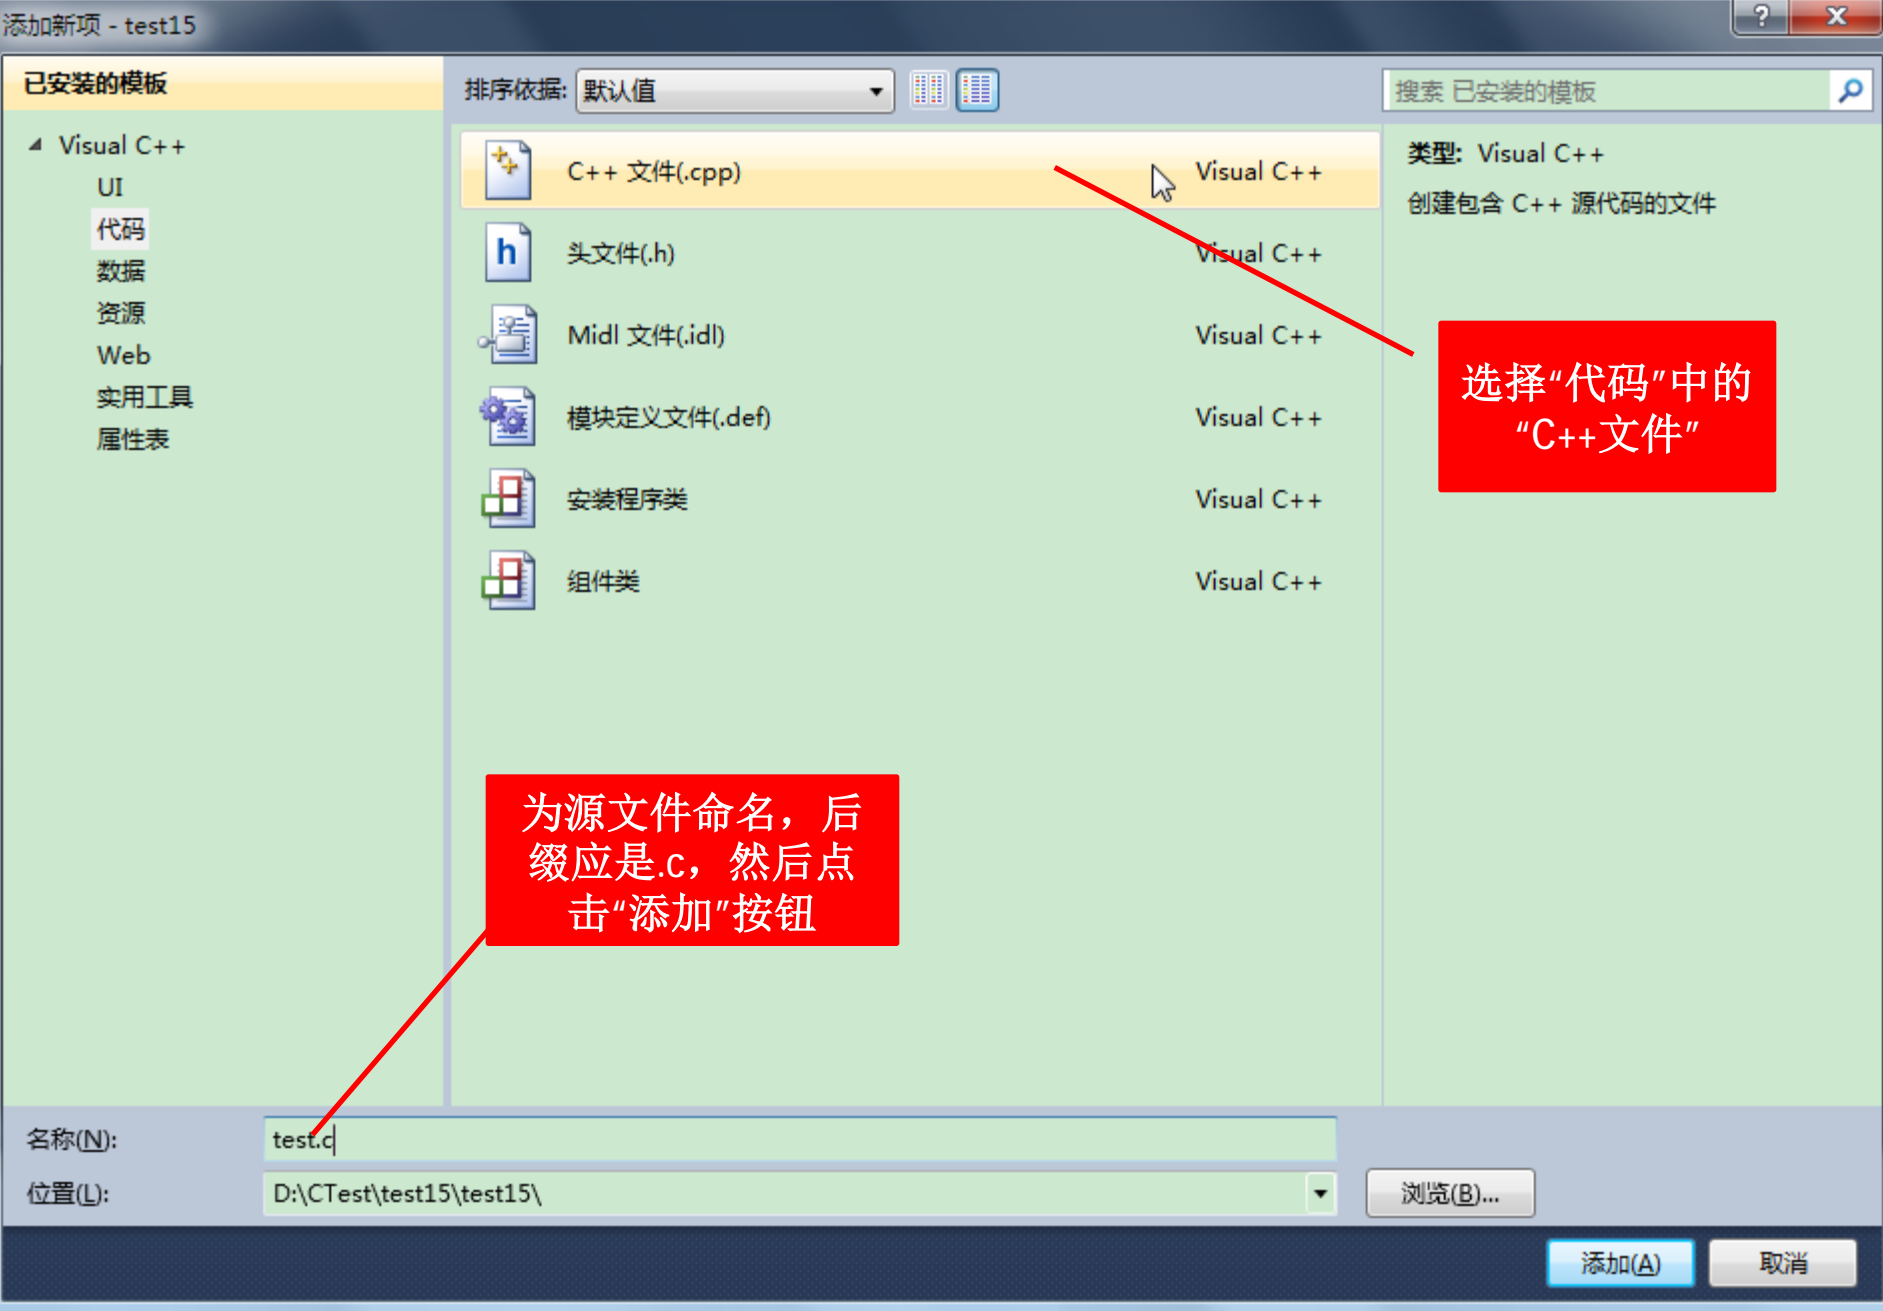 添加新项 - test15
?
已安装的模板
排序依据: 默认值
搜索 已安装的模板
Visual C++
UI
代码
数据
资源
Web
实用工具
属性表
C++ 文件(.cpp) Visual C++
头文件(.h) Visual C++
Midl 文件(.idl) Visual C++
模块定义文件(.def) Visual C++
安装程序类 Visual C++
组件类 Visual C++
类型: Visual C++
创建包含 C++ 源代码的文件
选择“代码”中的
“C++文件”
为源文件命名，后
缀应是.c，然后点
击“添加”按钮
名称(N): test.c
位置(L): D:\CTest\test15\test15\
浏览(B)...
添加(A) 取消